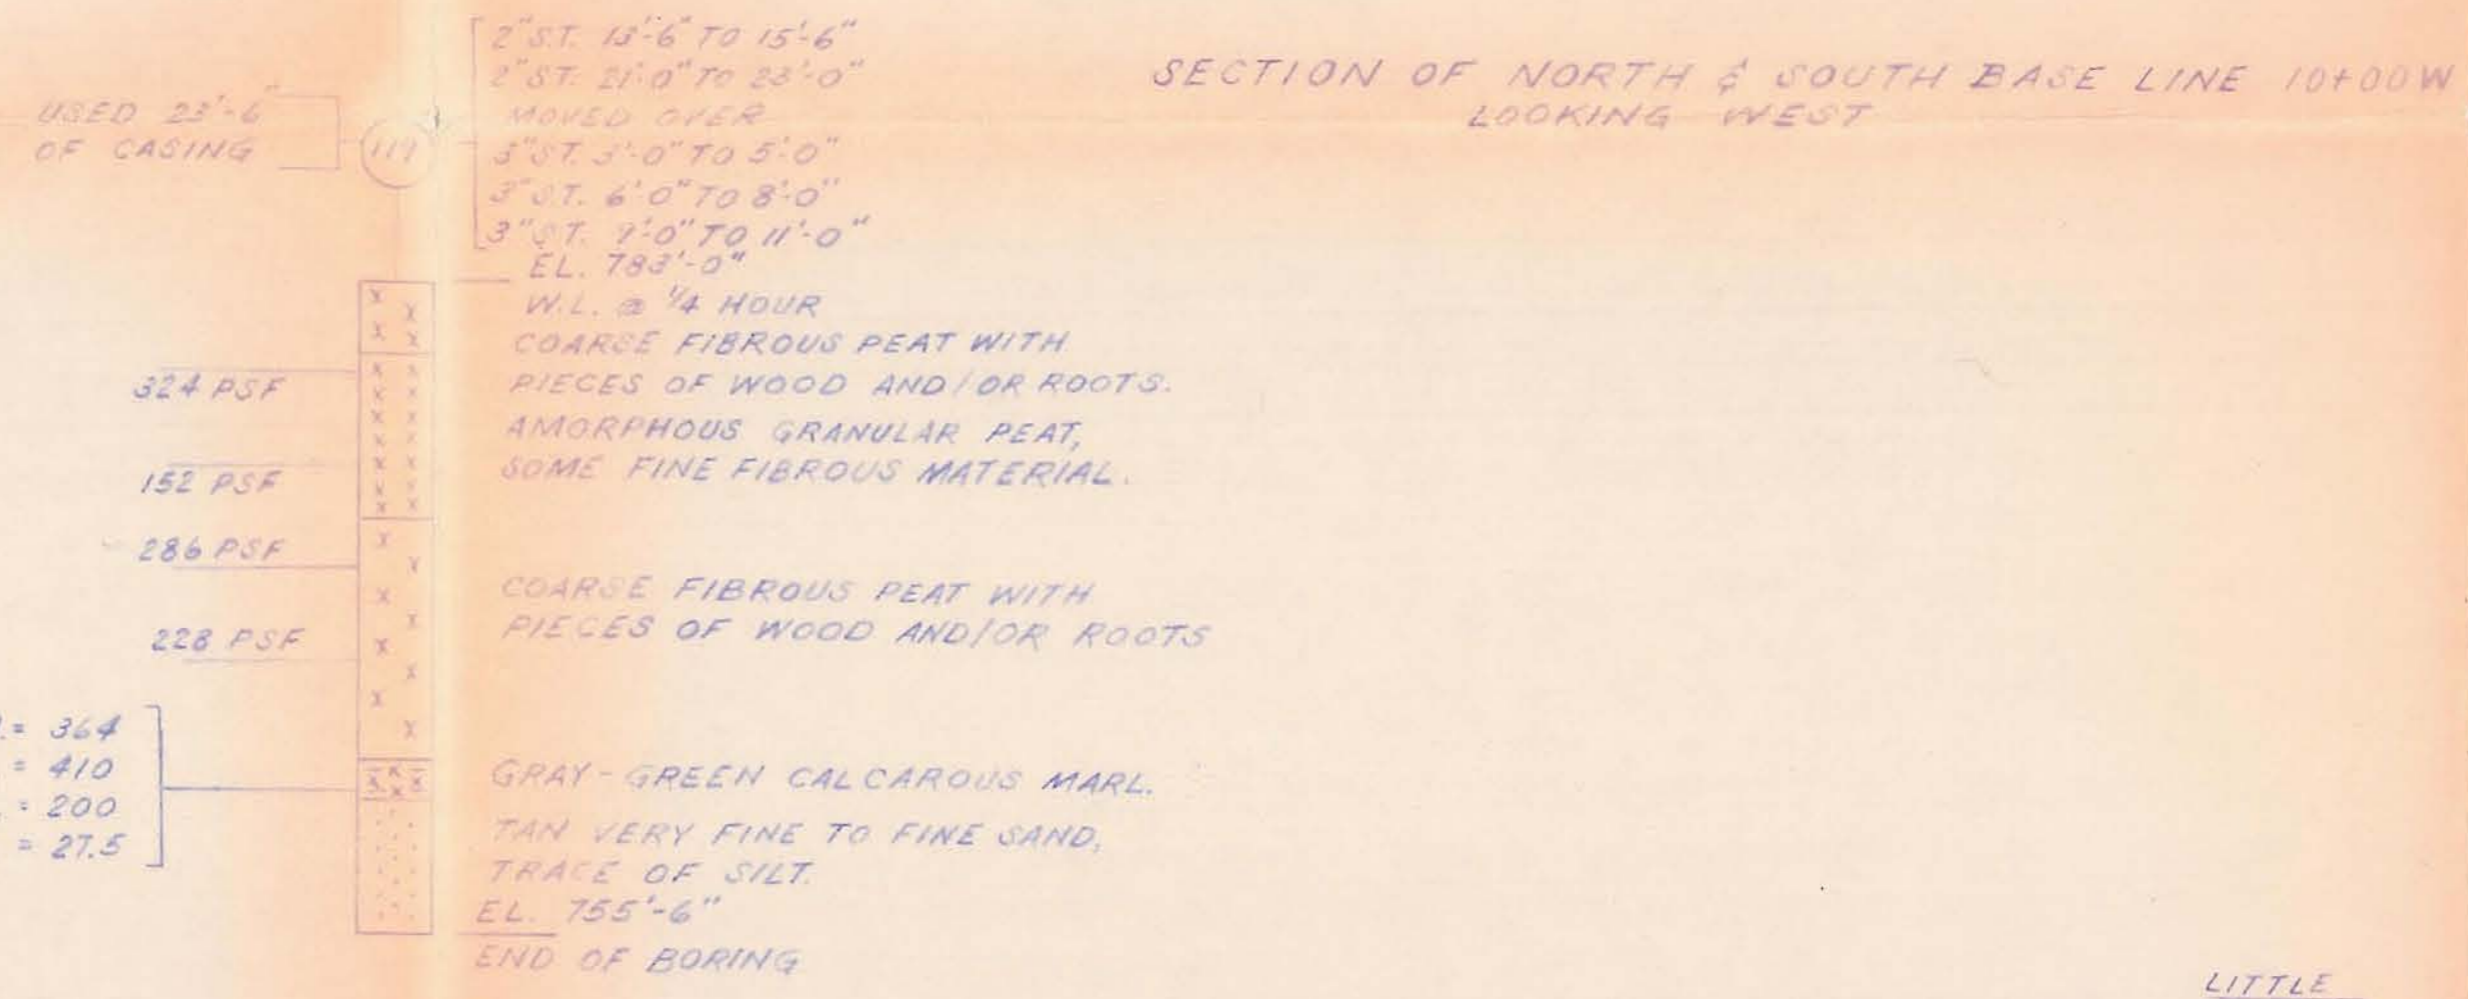 2" S.T. 13'-6" TO 15'-6"
2" ST. 21'-0" TO 23'-0"
MOVED OVER
3" ST. 3'-0" TO 5'-0"
3" S.T. 6'-0" TO 8'-0"
3" S.T. 9'-0" TO 11'-0"
USED 23'-6"
OF CASING
119
SECTION OF NORTH & SOUTH BASE LINE 10+00W
LOOKING WEST
EL. 783'-0"
W.L. @ 1/4 HOUR
COARSE FIBROUS PEAT WITH
PIECES OF WOOD AND/OR ROOTS.
324 PSF
AMORPHOUS GRANULAR PEAT,
SOME FINE FIBROUS MATERIAL.
152 PSF
286 PSF
COARSE FIBROUS PEAT WITH
PIECES OF WOOD AND/OR ROOTS
228 PSF
= 364
= 410
= 200
= 27.5
GRAY-GREEN CALCAROUS MARL.
TAN VERY FINE TO FINE SAND,
TRACE OF SILT.
EL. 755'-6"
END OF BORING
LITTLE